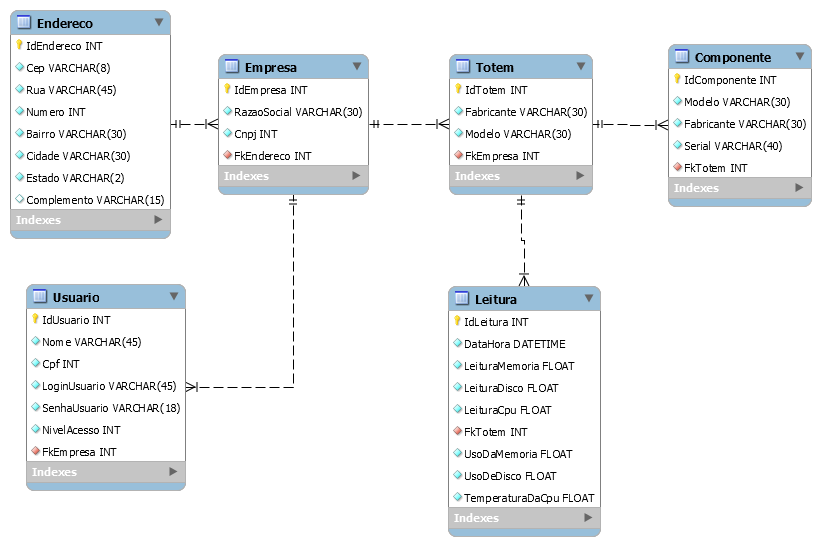 Endereco
IdEndereco INT
Cep VARCHAR(8)
Rua VARCHAR(45)
Numero INT
Bairro VARCHAR(30)
Cidade VARCHAR(30)
Estado VARCHAR(2)
Complemento VARCHAR(15)
Indexes
Empresa
IdEmpresa INT
RazaoSocial VARCHAR(30)
Cnpj INT
FkEndereco INT
Indexes
Totem
IdTotem INT
Fabricante VARCHAR(30)
Modelo VARCHAR(30)
FkEmpresa INT
Indexes
Componente
IdComponente INT
Modelo VARCHAR(30)
Fabricante VARCHAR(30)
Serial VARCHAR(40)
FkTotem INT
Indexes
Usuario
IdUsuario INT
Nome VARCHAR(45)
Cpf INT
LoginUsuario VARCHAR(45)
SenhaUsuario VARCHAR(18)
NivelAcesso INT
FkEmpresa INT
Indexes
Leitura
IdLeitura INT
DataHora DATETIME
LeituraMemoria FLOAT
LeituraDisco FLOAT
LeituraCpu FLOAT
FkTotem INT
UsoDaMemoria FLOAT
UsoDeDisco FLOAT
TemperaturaDaCpu FLOAT
Indexes